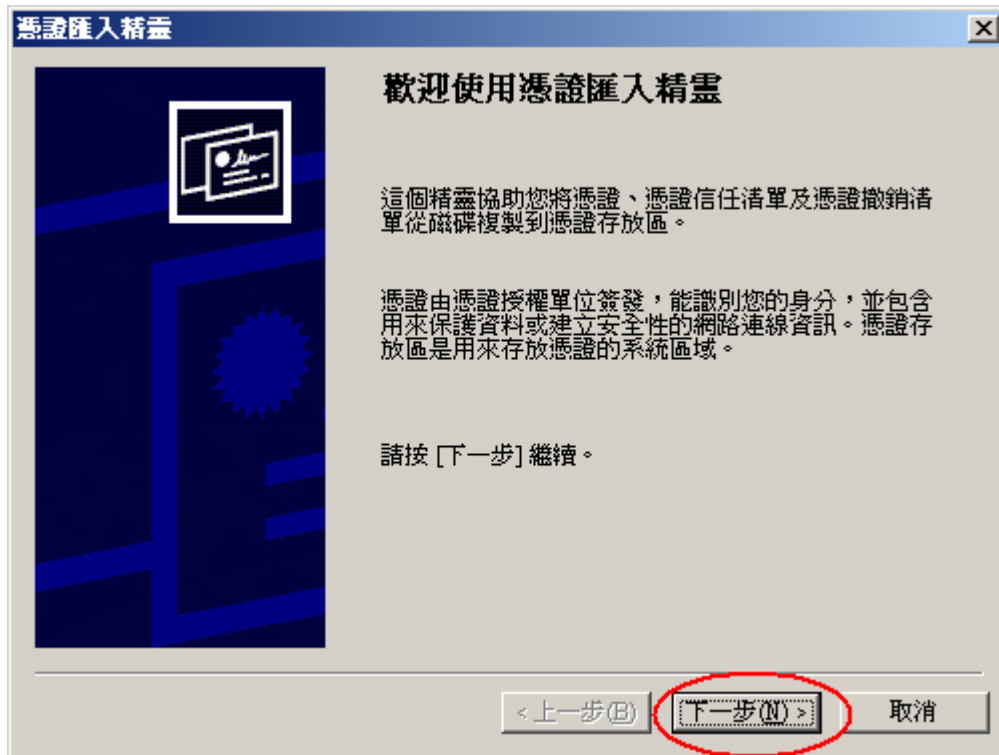 憑證匯入精靈
歡迎使用憑證匯入精靈
這個精靈協助您將憑證、憑證信任清單及憑證撤銷清
單從磁碟複製到憑證存放區。
憑證由憑證授權單位簽發，能識別您的身分，並包含
用來保護資料或建立安全性的網路連線資訊。憑證存
放區是用來存放憑證的系統區域。
請按 [下一步] 繼續。
<上一步(B) 下一步(N)> 取消